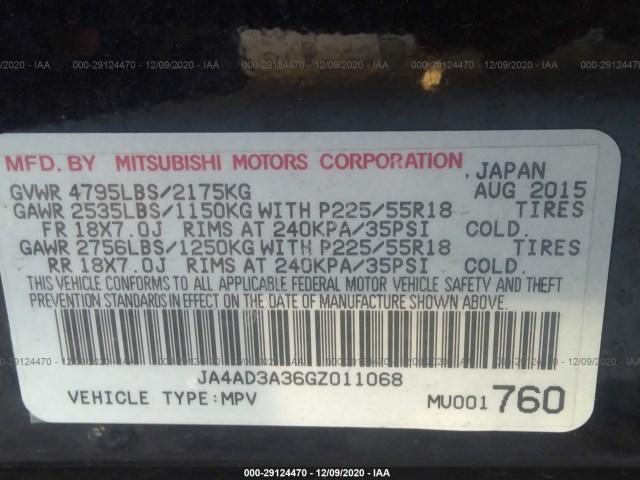 000-29124470 - 12/09/2020 - IAA
MFD. BY MITSUBISHI MOTORS CORPORATION, JAPAN
GVWR 4795LBS/2175KG AUG 2015
GAWR 2535LBS/1150KG WITH P225/55R18 TIRES
FR 18X7.0J RIMS AT 240KPA/35PSI COLD.
GAWR 2756LBS/1250KG WITH P225/55R18 TIRES
RR 18X7.0J RIMS AT 240KPA/35PSI COLD.
THIS VEHICLE CONFORMS TO ALL APPLICABLE FEDERAL MOTOR VEHICLE SAFETY AND THEFT
PREVENTION STANDARDS IN EFFECT ON THE DATE OF MANUFACTURE SHOWN ABOVE.
JA4AD3A36GZ011068
VEHICLE TYPE:MPV MU001760
000-29124470 - 12/09/2020 - IAA